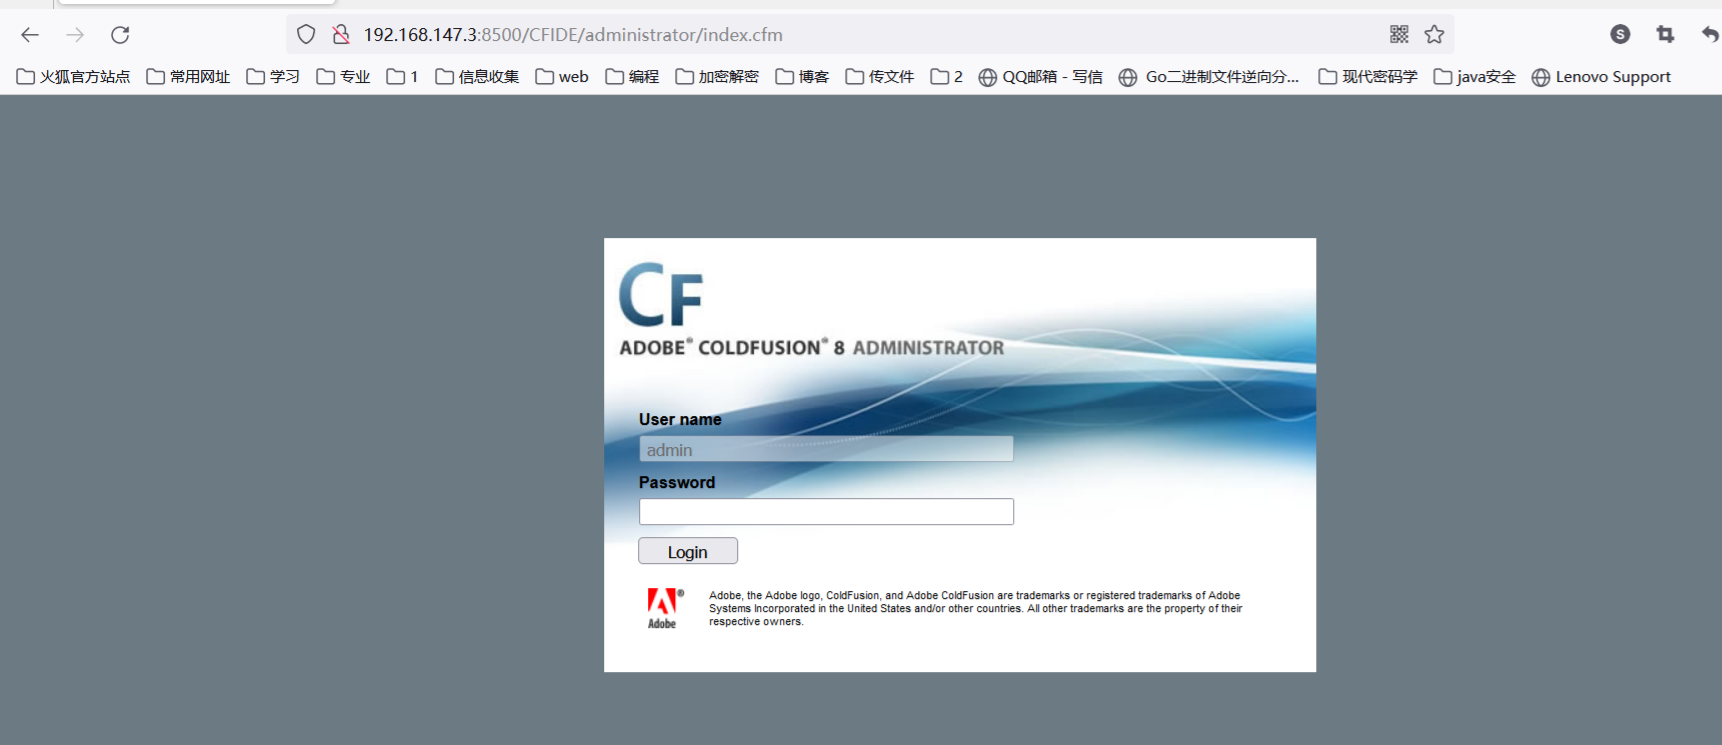 192.168.147.3:8500/CFIDE/administrator/index.cfm
S
火狐官方站点 常用网址 学习 专业 1 信息收集 web 编程 加密解密 博客 传文件 2 QQ邮箱 - 写信 Go二进制文件逆向分... 现代密码学 java安全 Lenovo Support
CF
ADOBE® COLDFUSION® 8 ADMINISTRATOR
User name
admin
Password
Login
Adobe, the Adobe logo, ColdFusion, and Adobe ColdFusion are trademarks or registered trademarks of Adobe
Systems Incorporated in the United States and/or other countries. All other trademarks are the property of their
respective owners.
®
Adobe